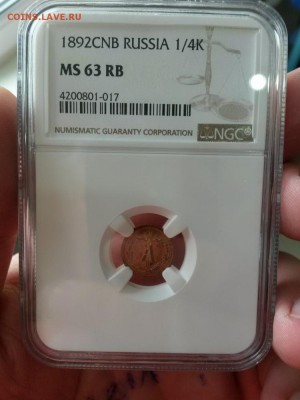 COINS.LAVE.RU
1892CNB RUSSIA 1/4K
MS 63 RB
4200801-017
NUMISMATIC GUARANTY CORPORATION NGC